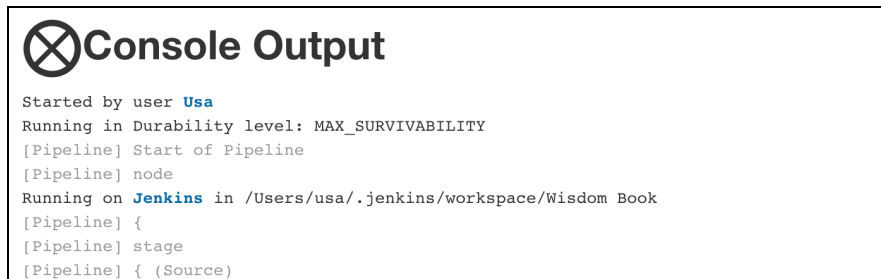 Console Output
Started by user Usa
Running in Durability level: MAX_SURVIVABILITY
[Pipeline] Start of Pipeline
[Pipeline] node
Running on Jenkins in /Users/usa/.jenkins/workspace/Wisdom Book
[Pipeline] {
[Pipeline] stage
[Pipeline] { (Source)